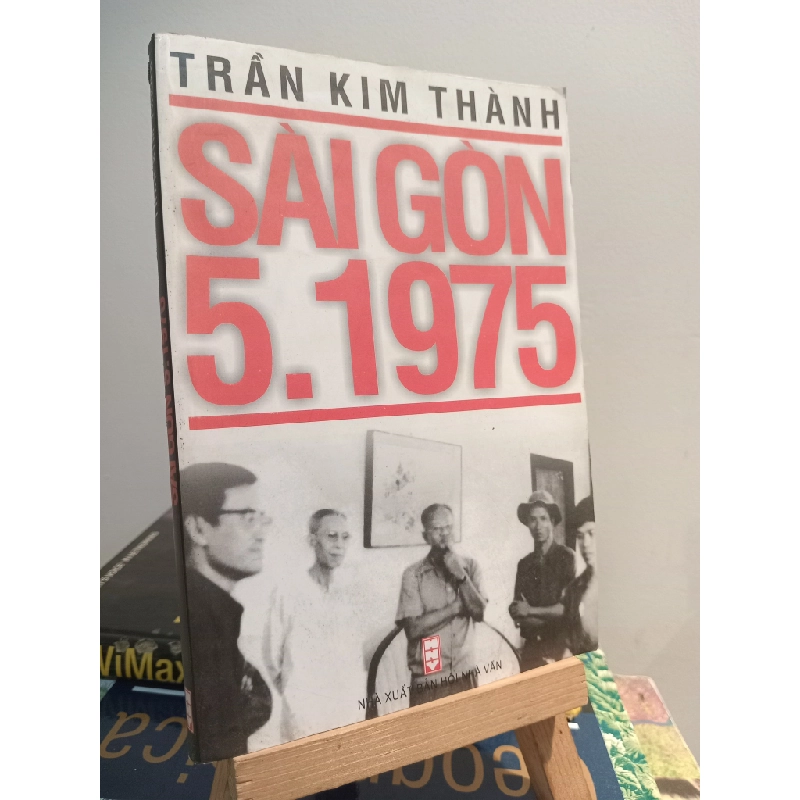 TRẦN KIM THÀNH
SÀI GÒN
5.1975
NHÀ XUẤT BẢN HỘI NHÀ VĂN
WiMax